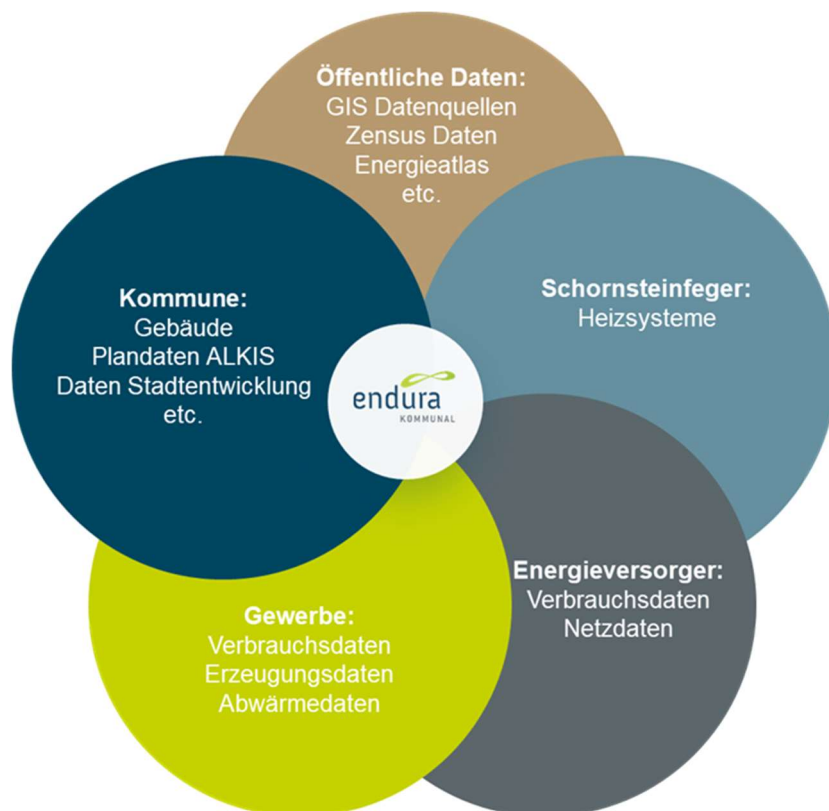 Öffentliche Daten:
GIS Datenquellen
Zensus Daten
Energieatlas
etc.
Kommune:
Gebäude
Plandaten ALKIS
Daten Stadtentwicklung
etc.
Schornsteinfeger:
Heizsysteme
endura
KOMMUNAL
Energieversorger:
Verbrauchsdaten
Netzdaten
Gewerbe:
Verbrauchsdaten
Erzeugungsdaten
Abwärmedaten